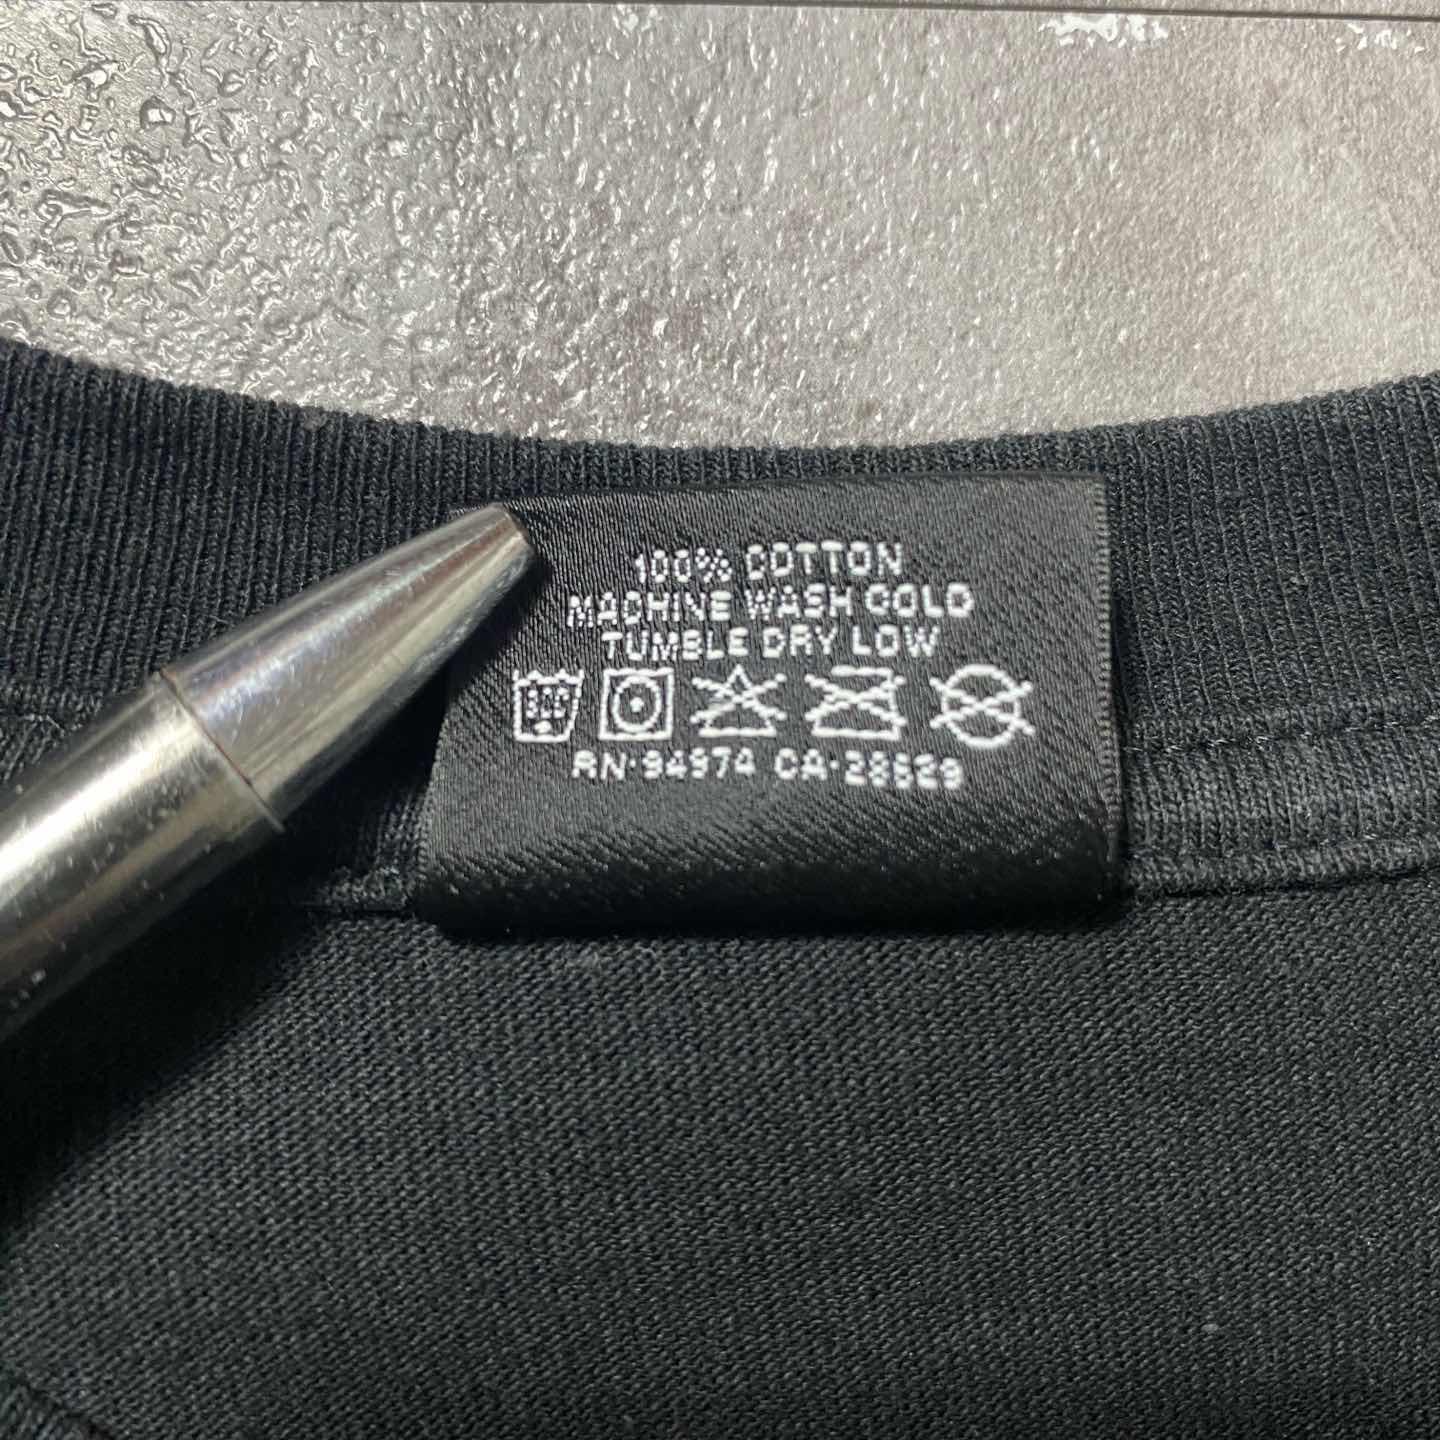 100% COTTON
MACHINE WASH COLD
TUMBLE DRY LOW
RN·94974 CA·28629